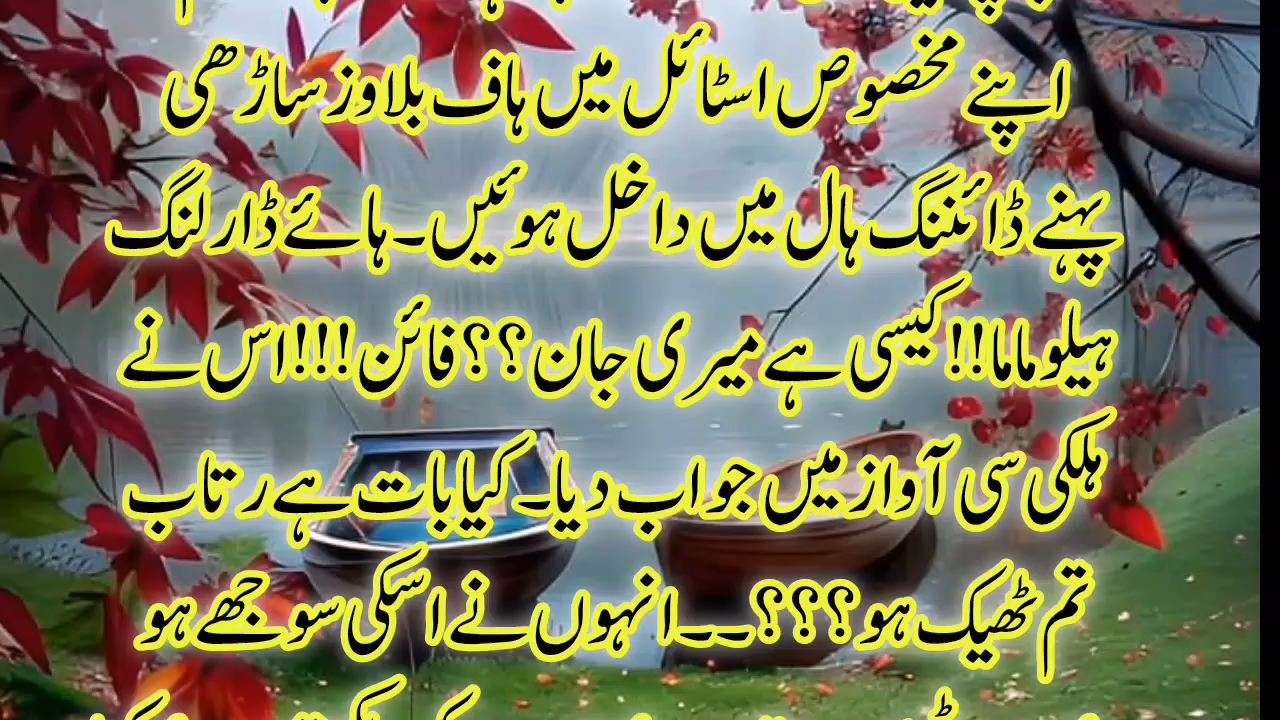 اپنے مخصوص اسٹائل میں ہاف بلاوز ساڑھی
پہنے ڈائننگ ہال میں داخل ہوئیں۔ ہائے ڈارلنگ
ہیلو ماما!! کیسی ہے میری جان؟؟ فائن!!! اس نے
ہلکی سی آواز میں جواب دیا۔ کیا بات ہے رتاب
تم ٹھیک ہو؟؟؟۔۔ انہوں نے اسکی سوجھے ہو